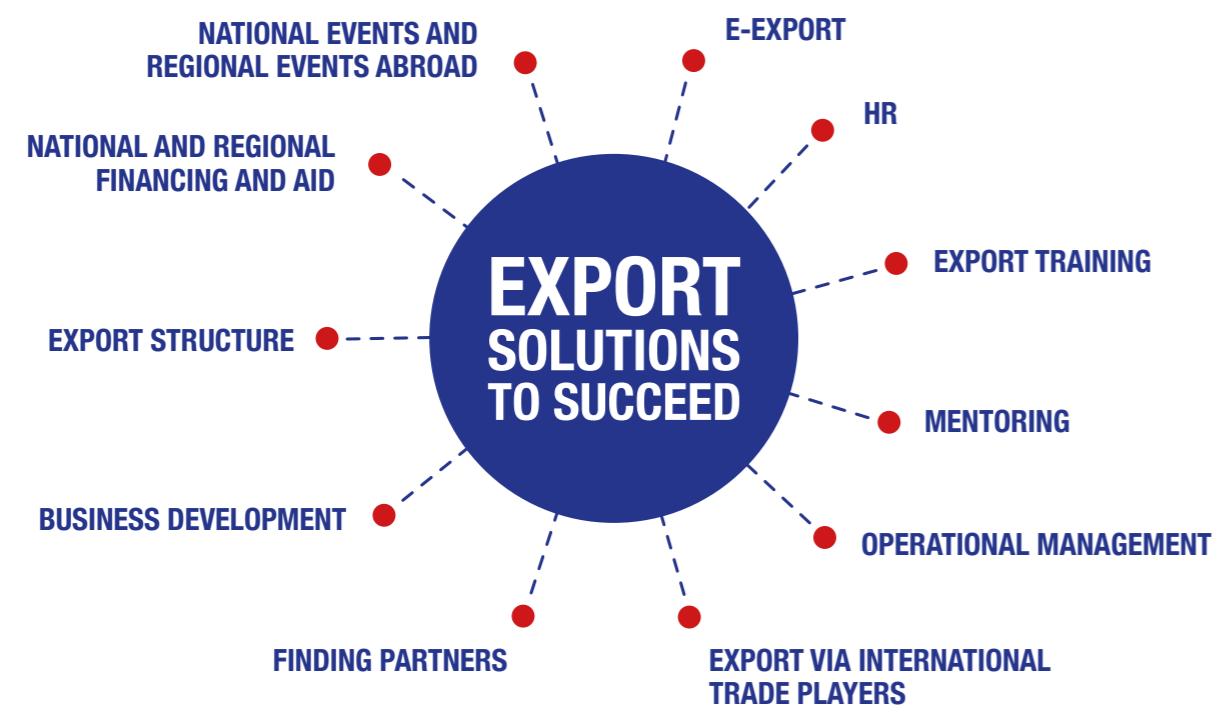 NATIONAL EVENTS AND
REGIONAL EVENTS ABROAD
E-EXPORT
HR
NATIONAL AND REGIONAL
FINANCING AND AID
EXPORT TRAINING
EXPORT
SOLUTIONS
TO SUCCEED
EXPORT STRUCTURE
MENTORING
BUSINESS DEVELOPMENT
OPERATIONAL MANAGEMENT
FINDING PARTNERS
EXPORT VIA INTERNATIONAL
TRADE PLAYERS